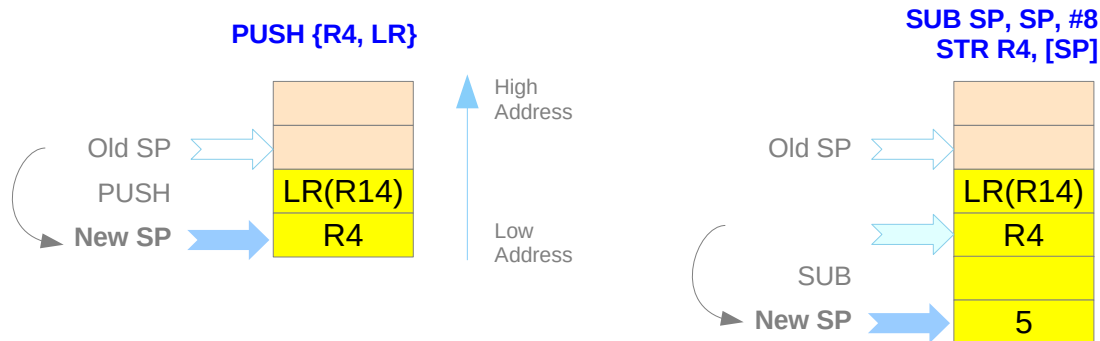 PUSH {R4, LR}
High
Address
Old SP
PUSH
LR(R14)
New SP
R4
Low
Address
SUB SP, SP, #8
STR R4, [SP]
Old SP
LR(R14)
R4
SUB
New SP
5